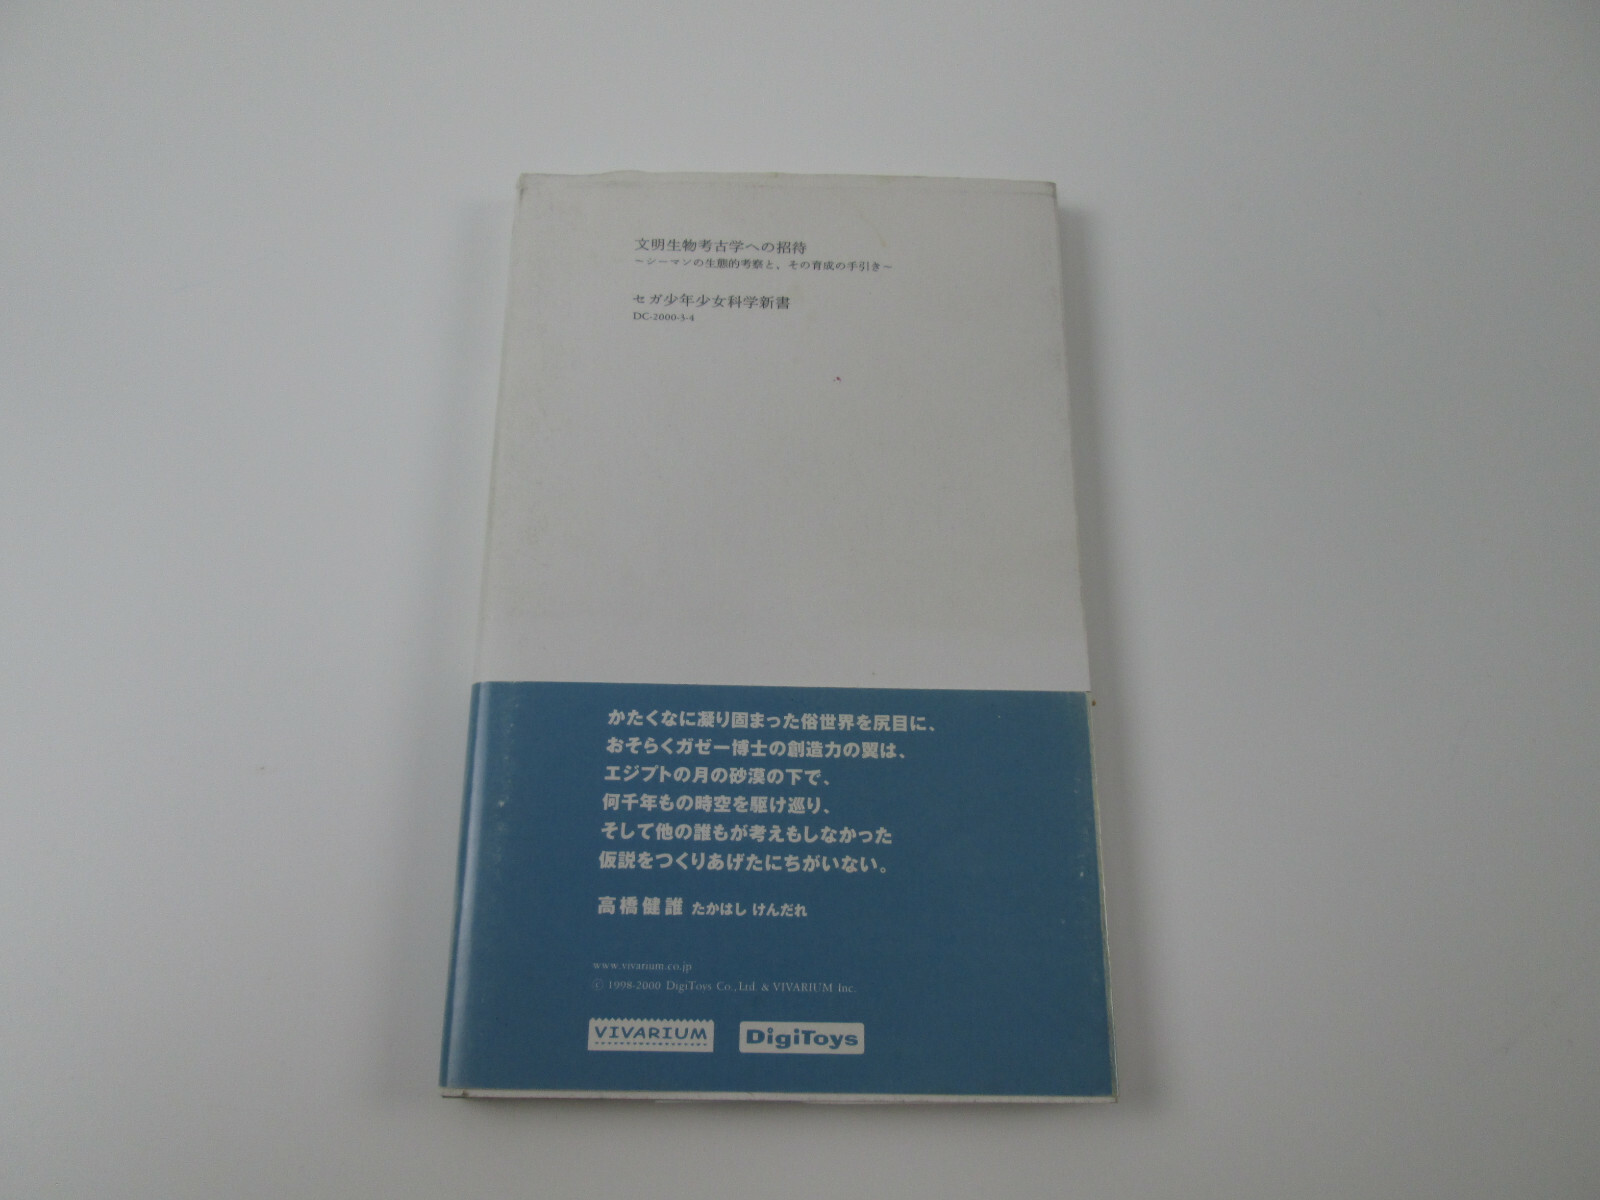 文明生物考古学への招待
～シーマンの生態的考察と，その育成の手引き～
セガ少年少女科学新書
DC-2000-3-4
かたくなに凝り固まった俗世界を尻目に、
おそらくガゼー博士の創造力の翼は、
エジプトの月の砂漠の下で、
何千年もの時空を駆け巡り、
そして他の誰もが考えもしなかった
仮説をつくりあげたにちがいない。
高橋健誰 たかはし けんだれ
www.vivarium.co.jp
© 1998-2000 DigiToys Co.,Ltd. & VIVARIUM Inc.
VIVARIUM DigiToys